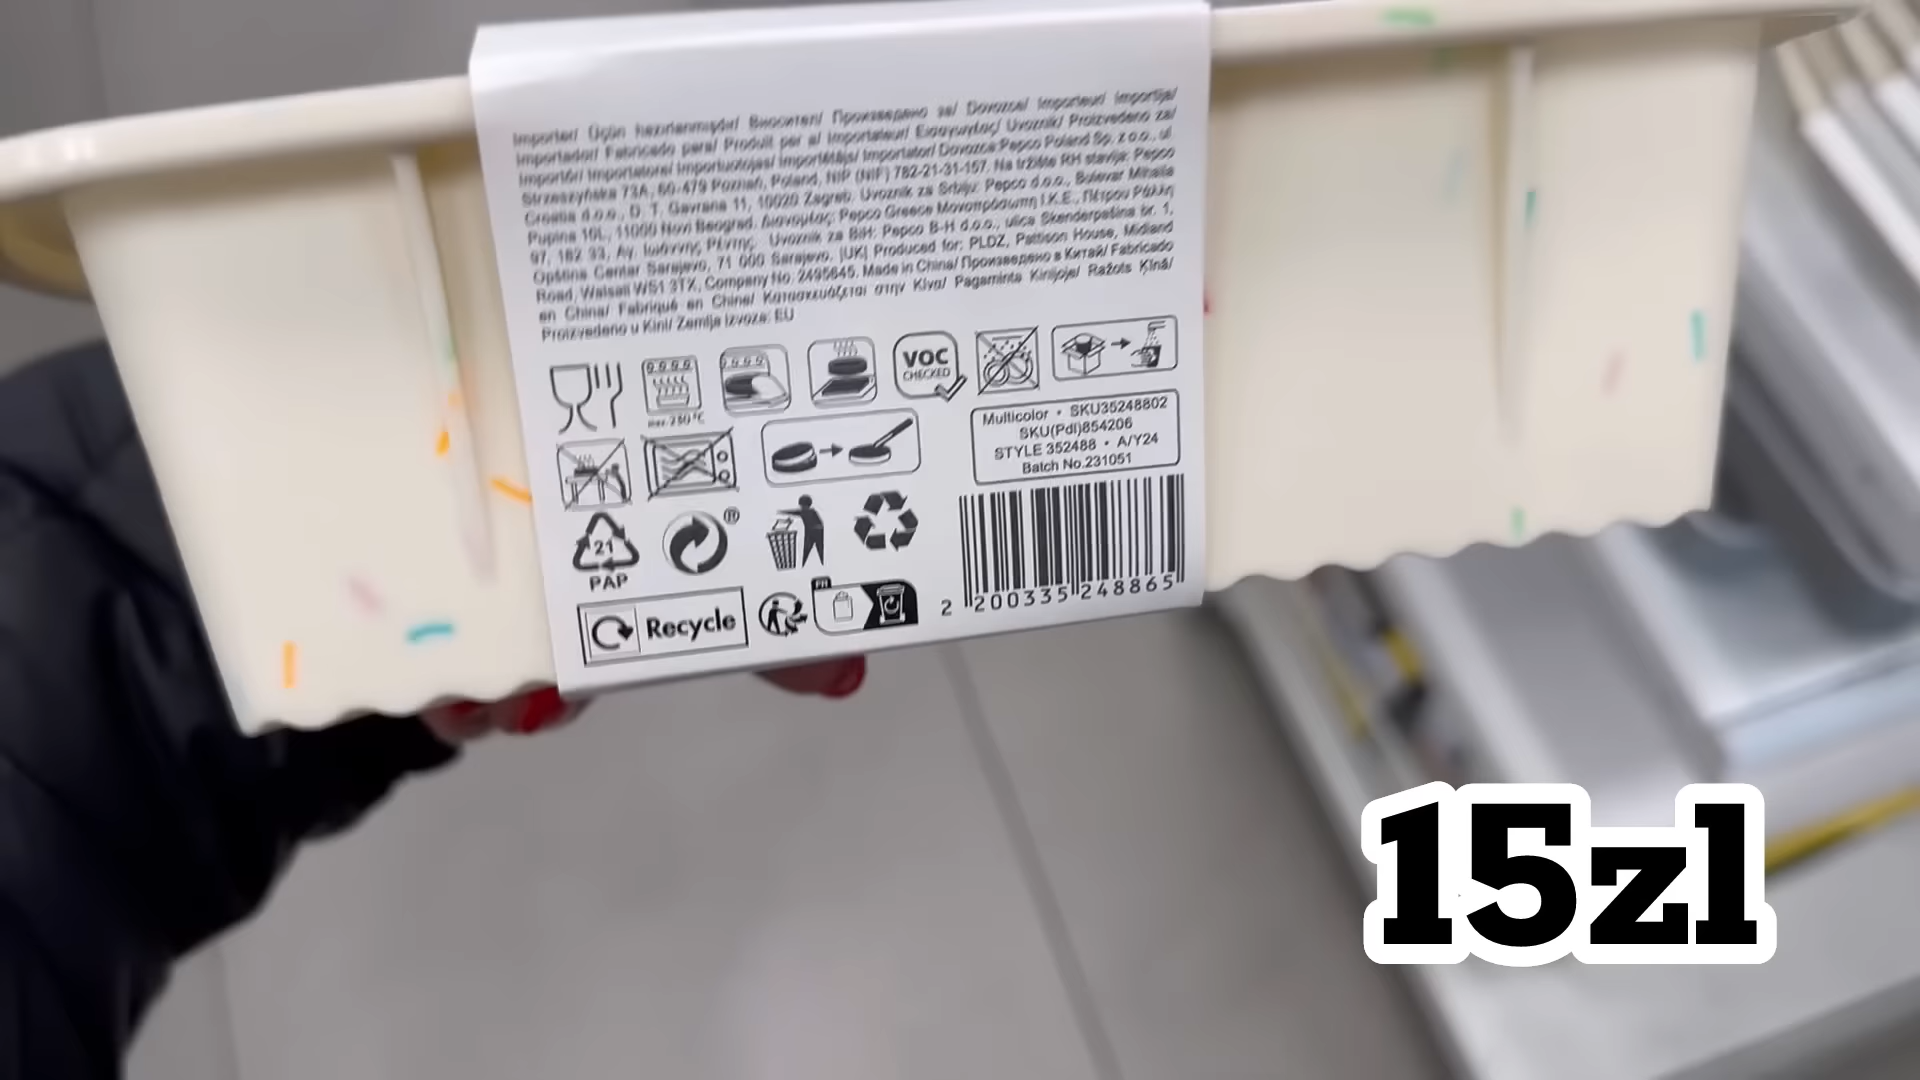 Importer/ Üçün hazırlanmışdır/ Вносител/ Произведено за/ Dovozce/ Importeur/ Importija/
Importador/ Fabricado para/ Produit per a/ Importateur/ Εισαγωγέας/ Uvoznik/ Proizvedeno za/
Importőr/ Importatore/ Importuotojas/ Importētājs/ Importator/ Dovozca: Pepco Poland Sp. z o.o., ul.
Strzeszyńska 73A, 60-479 Poznań, Poland, NIP (NIF) 782-21-31-157. Na tržište RH stavlja: Pepco
Croatia d.o.o., D. T. Gavrana 11, 10020 Zagreb. Uvoznik za Srbiju: Pepco d.o.o., Bulevar Mihaila
Pupina 10L, 11000 Novi Beograd. Διανομέας: Pepco Greece Μονοπρόσωπη Ι.Κ.Ε., Πέτρου Ράλλη
97, 182 33, Αγ. Ιωάννης Ρέντης. Uvoznik za BiH: Pepco B-H d.o.o., ulica Skenderpašina br. 1,
Opština Centar Sarajevo, 71 000 Sarajevo. |UK| Produced for: PLDZ, Pattison House, Midland
Road, Walsall WS1 3TX, Company No. 2495645. Made in China/ Произведено в Китай/ Fabricado
en China/ Fabriqué en Chine/ Κατασκευάζεται στην Κίνα/ Pagaminta Kinijoje/ Ražots Ķīnā/
Proizvedeno u Kini/ Zemlja izvoza: EU
VOC
CHECKED
max. 230 °C
Multicolor • SKU35248802
SKU(Pdl)854206
STYLE 352488 • A/Y24
Batch No.231051
21
PAP
®
Recycle
FR
2 200335 248865
15zl